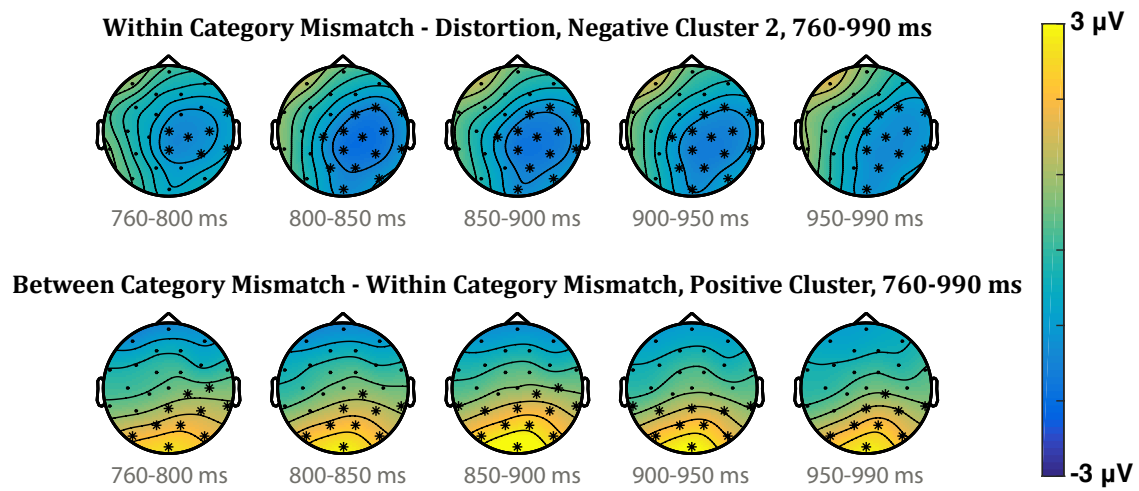 Within Category Mismatch - Distortion, Negative Cluster 2, 760-990 ms
3 µV
760-800 ms
800-850 ms
850-900 ms
900-950 ms
950-990 ms
Between Category Mismatch - Within Category Mismatch, Positive Cluster, 760-990 ms
760-800 ms
800-850 ms
850-900 ms
900-950 ms
950-990 ms
-3 µV